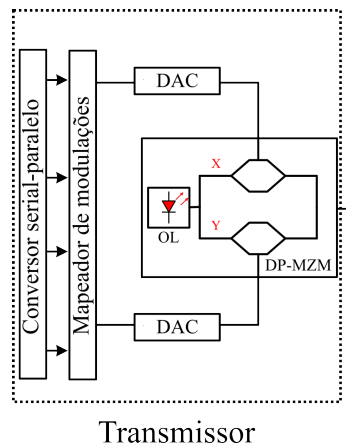 Conversor serial-paralelo
Mapeador de modulações
DAC
X
OL
Y
DP-MZM
DAC
Transmissor